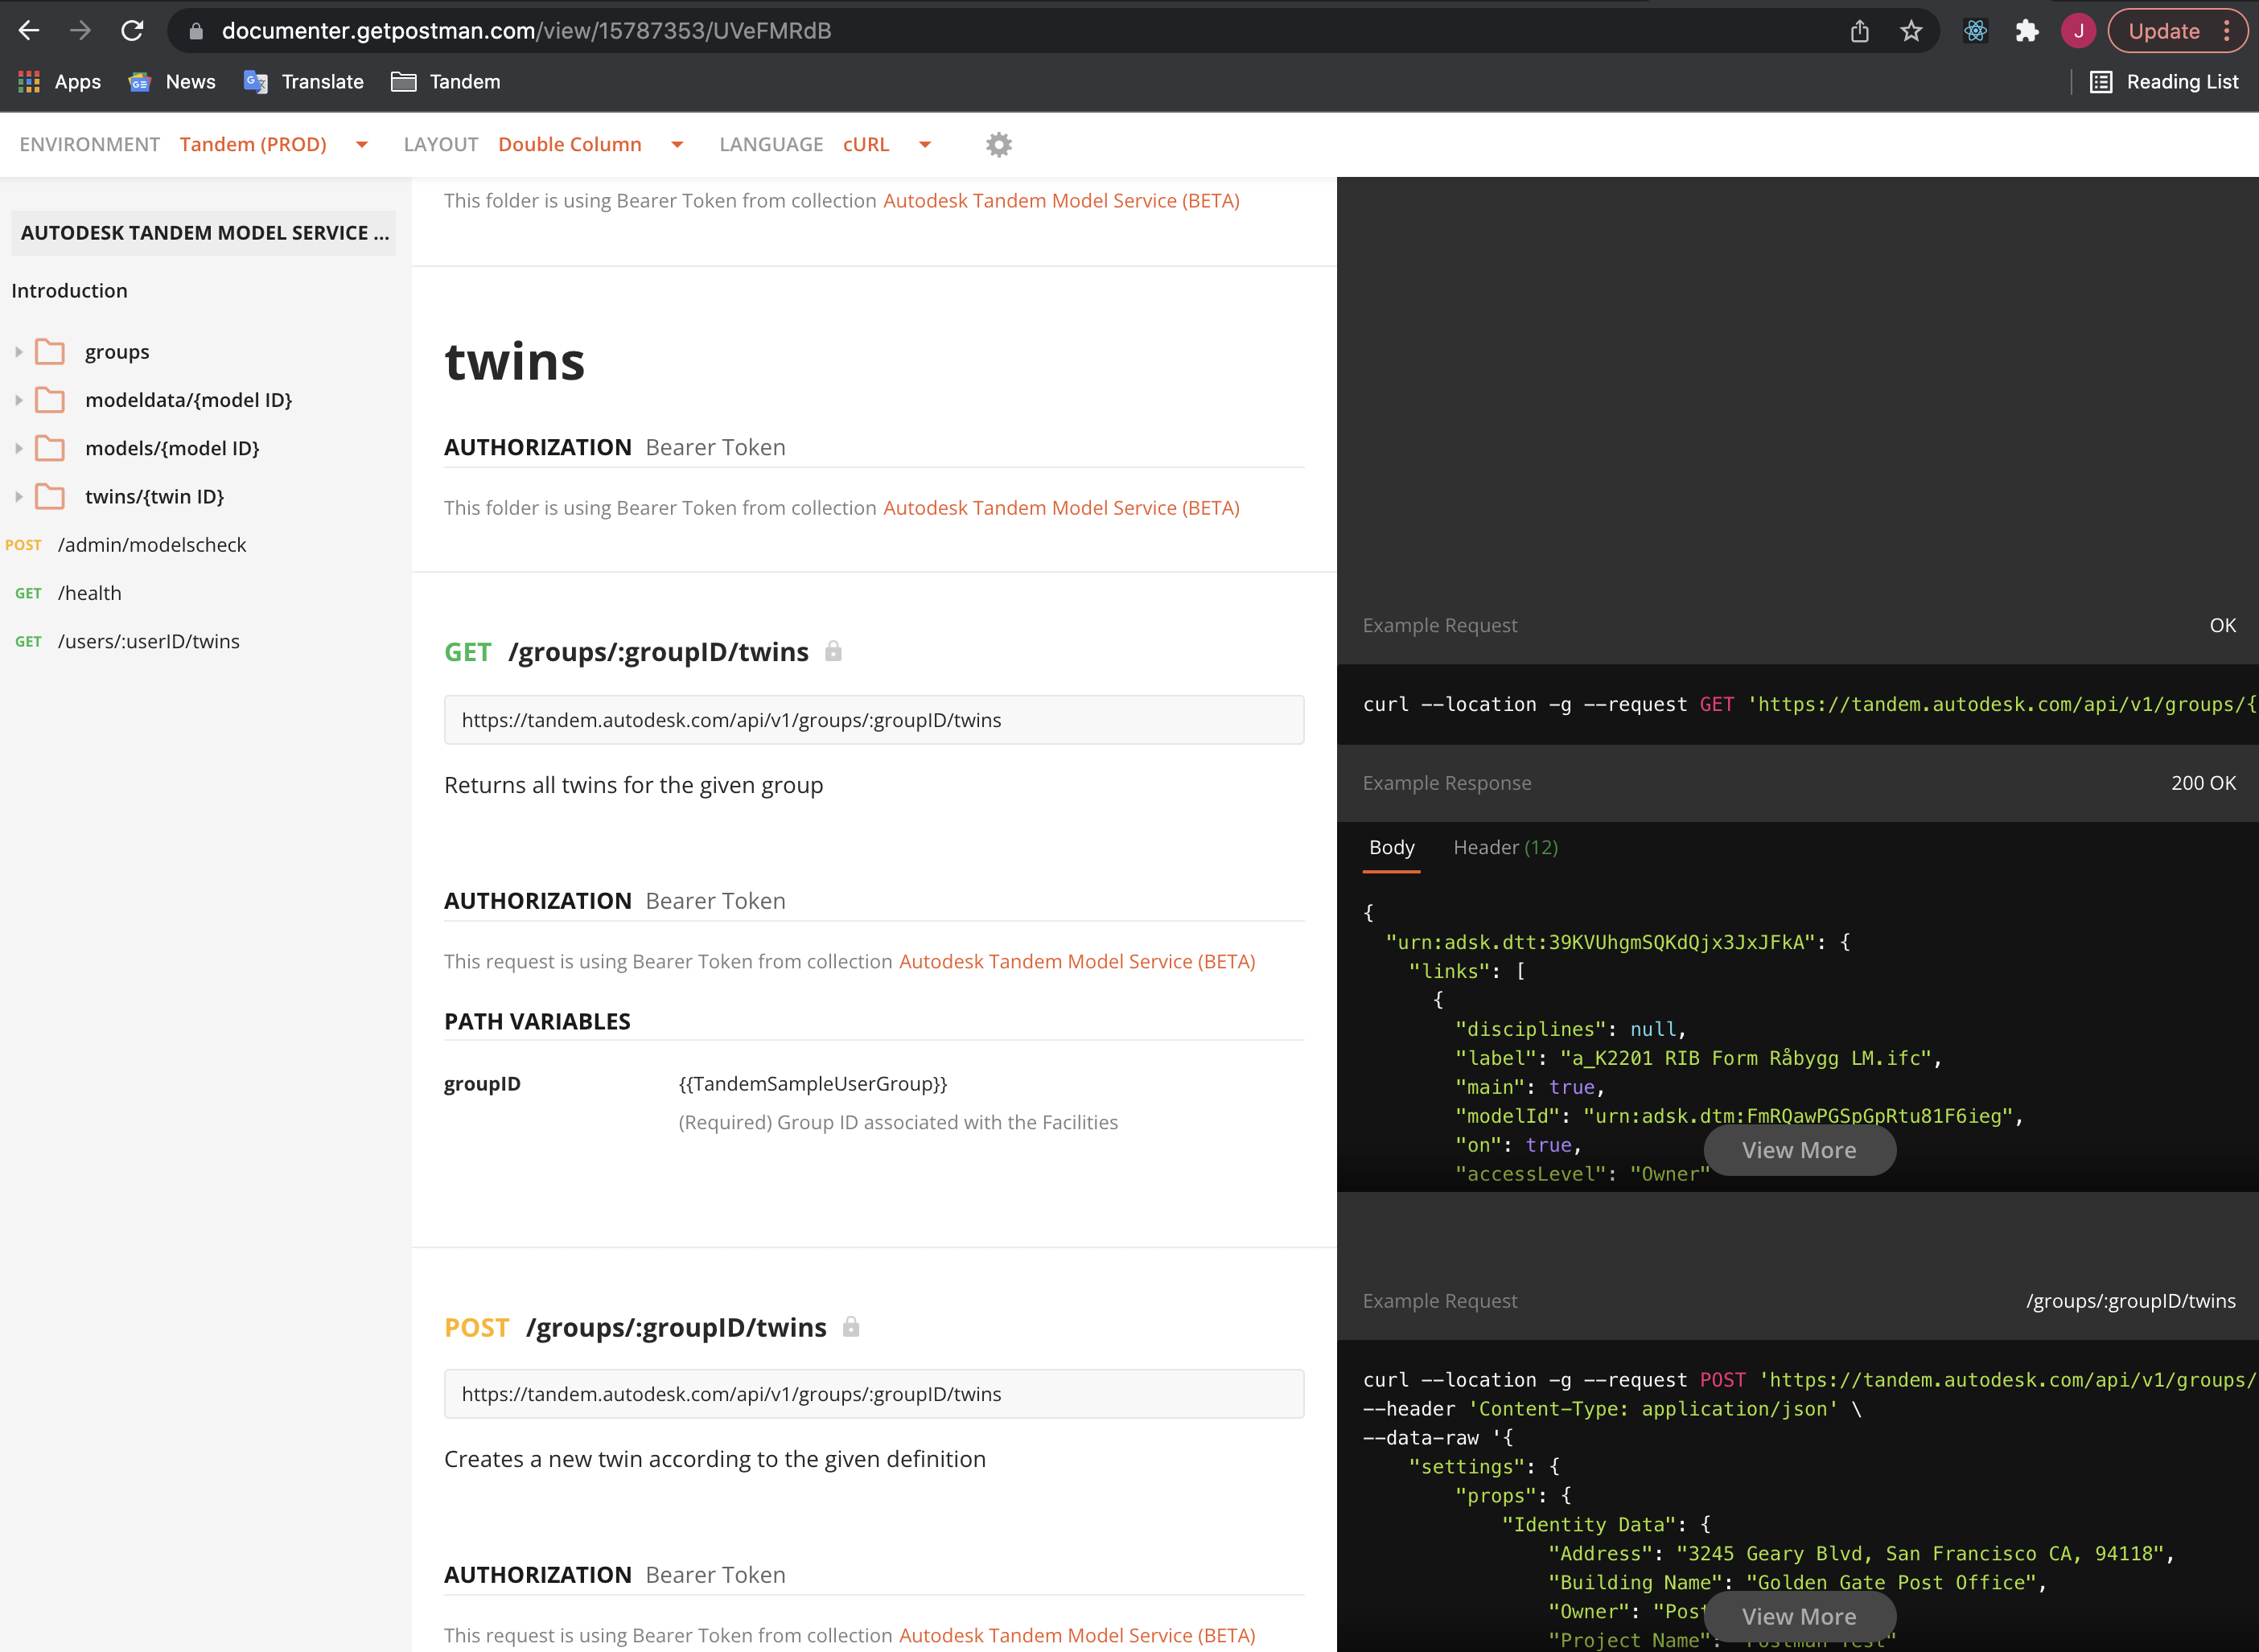 documenter.getpostman.com/view/15787353/UVeFMRdB
J
Update
Apps
News
Translate
Tandem
Reading List
ENVIRONMENT Tandem (PROD) LAYOUT Double Column LANGUAGE cURL
AUTODESK TANDEM MODEL SERVICE ...
Introduction
groups
modeldata/{model ID}
models/{model ID}
twins/{twin ID}
POST /admin/modelscheck
GET /health
GET /users/:userID/twins
This folder is using Bearer Token from collection Autodesk Tandem Model Service (BETA)
twins
AUTHORIZATION Bearer Token
This folder is using Bearer Token from collection Autodesk Tandem Model Service (BETA)
GET /groups/:groupID/twins
https://tandem.autodesk.com/api/v1/groups/:groupID/twins
Returns all twins for the given group
AUTHORIZATION Bearer Token
This request is using Bearer Token from collection Autodesk Tandem Model Service (BETA)
PATH VARIABLES
groupID {{TandemSampleUserGroup}}
(Required) Group ID associated with the Facilities
POST /groups/:groupID/twins
https://tandem.autodesk.com/api/v1/groups/:groupID/twins
Creates a new twin according to the given definition
AUTHORIZATION Bearer Token
This request is using Bearer Token from collection Autodesk Tandem Model Service (BETA)
Example Request OK
curl --location -g --request GET 'https://tandem.autodesk.com/api/v1/groups/{
Example Response 200 OK
Body Header (12)
{
"urn:adsk.dtt:39KVUhgmSQKdQjx3JxJFkA": {
"links": [
{
"disciplines": null,
"label": "a_K2201 RIB Form Råbygg LM.ifc",
"main": true,
"modelId": "urn:adsk.dtm:FmRQawPGSpGpRtu81F6ieg",
"on": true,
"accessLevel": "Owner"
View More
Example Request /groups/:groupID/twins
curl --location -g --request POST 'https://tandem.autodesk.com/api/v1/groups/
--header 'Content-Type: application/json' \
--data-raw '{
"settings": {
"props": {
"Identity Data": {
"Address": "3245 Geary Blvd, San Francisco CA, 94118",
"Building Name": "Golden Gate Post Office",
"Owner": "Post
View More
"Project Name": "Postman Test"